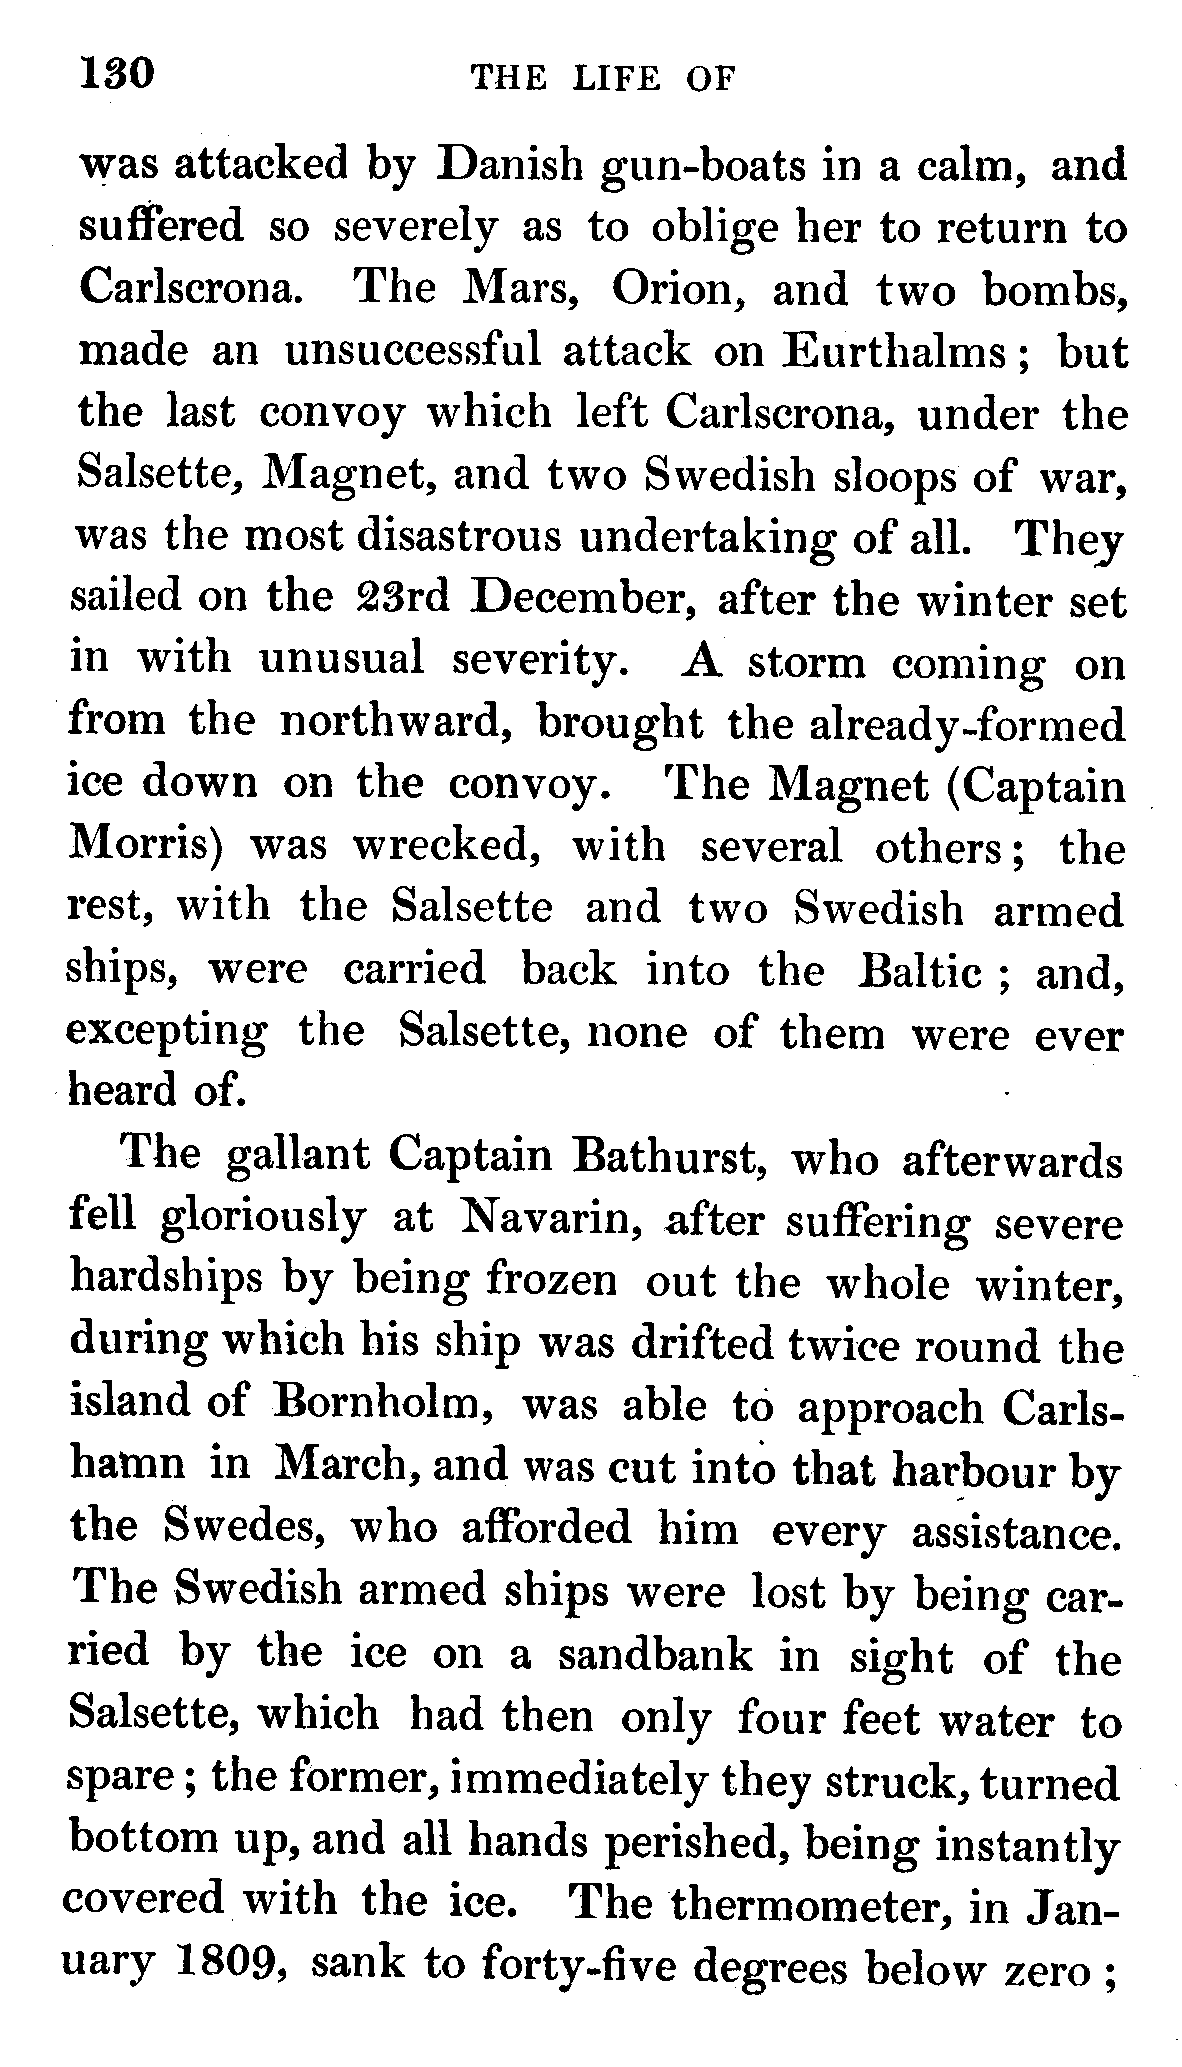 130 THE LIFE OF
was attacked by Danish gun-boats in a calm, and
suffered so severely as to oblige her to return to
Carlscrona. The Mars, Orion, and two bombs,
made an unsuccessful attack on Eurthalms; but
the last convoy which left Carlscrona, under the
Salsette, Magnet, and two Swedish sloops of war,
was the most disastrous undertaking of all. They
sailed on the 23rd December, after the winter set
in with unusual severity. A storm coming on
from the northward, brought the already-formed
ice down on the convoy. The Magnet (Captain
Morris) was wrecked, with several others; the
rest, with the Salsette and two Swedish armed
ships, were carried back into the Baltic; and,
excepting the Salsette, none of them were ever
heard of.
The gallant Captain Bathurst, who afterwards
fell gloriously at Navarin, after suffering severe
hardships by being frozen out the whole winter,
during which his ship was drifted twice round the
island of Bornholm, was able to approach Carls-
hamn in March, and was cut into that harbour by
the Swedes, who afforded him every assistance.
The Swedish armed ships were lost by being car-
ried by the ice on a sandbank in sight of the
Salsette, which had then only four feet water to
spare; the former, immediately they struck, turned
bottom up, and all hands perished, being instantly
covered with the ice. The thermometer, in Jan-
uary 1809, sank to forty-five degrees below zero;